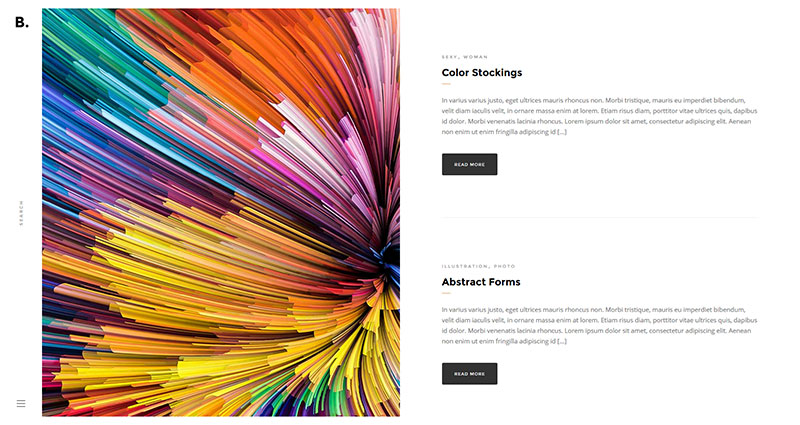 B.
SEARCH
SEXY, WOMAN
Color Stockings
In varius varius justo, eget ultrices mauris rhoncus non. Morbi tristique, mauris eu imperdiet bibendum,
velit diam iaculis velit, in ornare massa enim at lorem. Etiam risus diam, porttitor vitae ultrices quis, dapibus
id dolor. Morbi venenatis lacinia rhoncus. Lorem ipsum dolor sit amet, consectetur adipiscing elit. Aenean
non enim ut enim fringilla adipiscing id [...]
READ MORE
ILLUSTRATION, PHOTO
Abstract Forms
In varius varius justo, eget ultrices mauris rhoncus non. Morbi tristique, mauris eu imperdiet bibendum,
velit diam iaculis velit, in ornare massa enim at lorem. Etiam risus diam, porttitor vitae ultrices quis, dapibus
id dolor. Morbi venenatis lacinia rhoncus. Lorem ipsum dolor sit amet, consectetur adipiscing elit. Aenean
non enim ut enim fringilla adipiscing id [...]
READ MORE